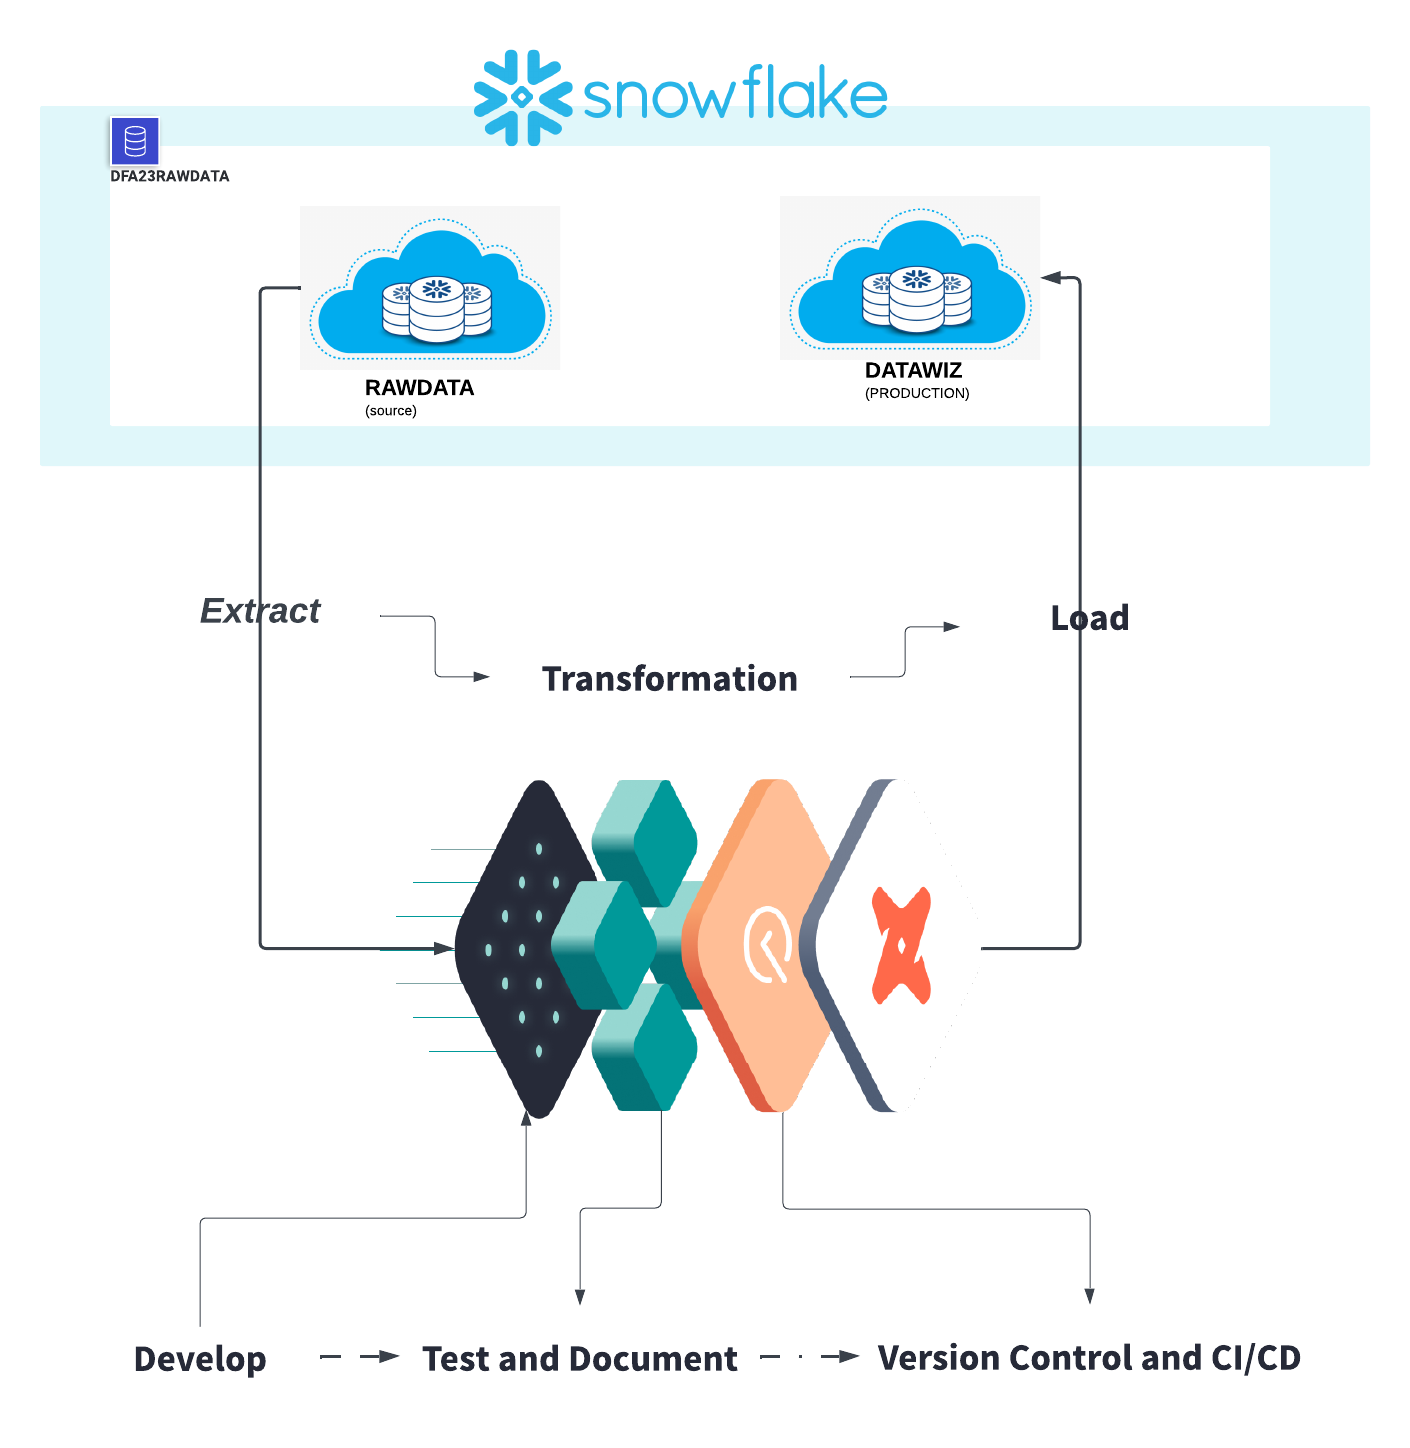 snowflake
DFA23RAWDATA
RAWDATA
(source)
DATAWIZ
(PRODUCTION)
Extract
Load
Transformation
Develop
Test and Document
Version Control and CI/CD